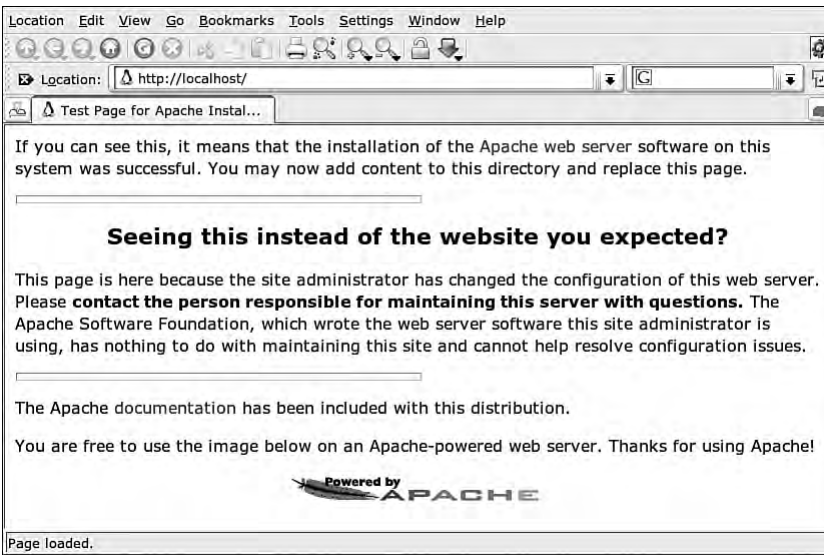 Location Edit View Go Bookmarks Tools Settings Window Help
Location: http://localhost/
G
Test Page for Apache Instal...
If you can see this, it means that the installation of the Apache web server software on this
system was successful. You may now add content to this directory and replace this page.
Seeing this instead of the website you expected?
This page is here because the site administrator has changed the configuration of this web server.
Please contact the person responsible for maintaining this server with questions. The
Apache Software Foundation, which wrote the web server software this site administrator is
using, has nothing to do with maintaining this site and cannot help resolve configuration issues.
The Apache documentation has been included with this distribution.
You are free to use the image below on an Apache-powered web server. Thanks for using Apache!
Powered by
APACHE
Page loaded.